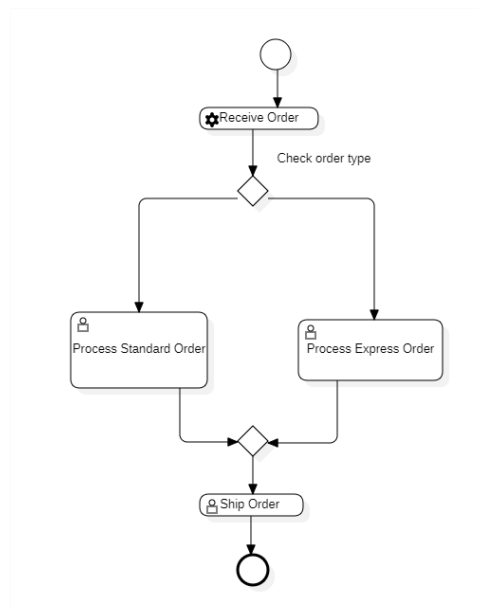 Receive Order
Check order type
Process Standard Order
Process Express Order
Ship Order